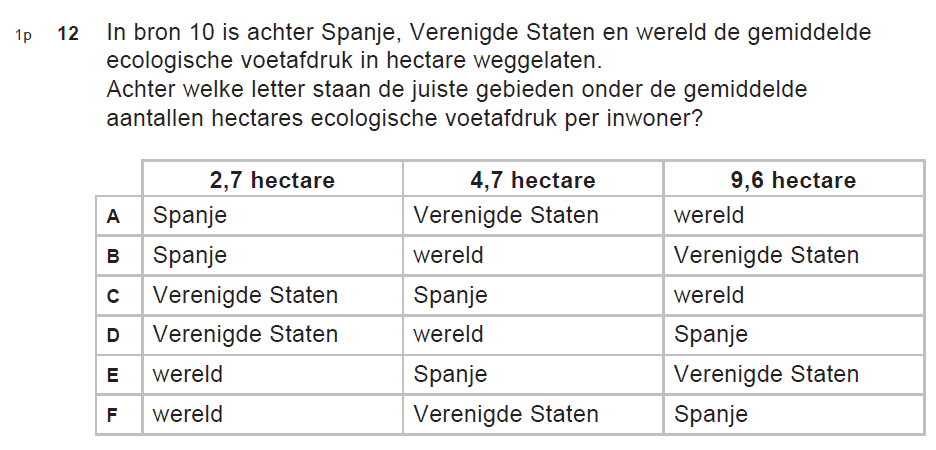 1p 12 In bron 10 is achter Spanje, Verenigde Staten en wereld de gemiddelde
ecologische voetafdruk in hectare weggelaten.
Achter welke letter staan de juiste gebieden onder de gemiddelde
aantallen hectares ecologische voetafdruk per inwoner?
2,7 hectare 4,7 hectare 9,6 hectare
A Spanje Verenigde Staten wereld
B Spanje wereld Verenigde Staten
C Verenigde Staten Spanje wereld
D Verenigde Staten wereld Spanje
E wereld Spanje Verenigde Staten
F wereld Verenigde Staten Spanje